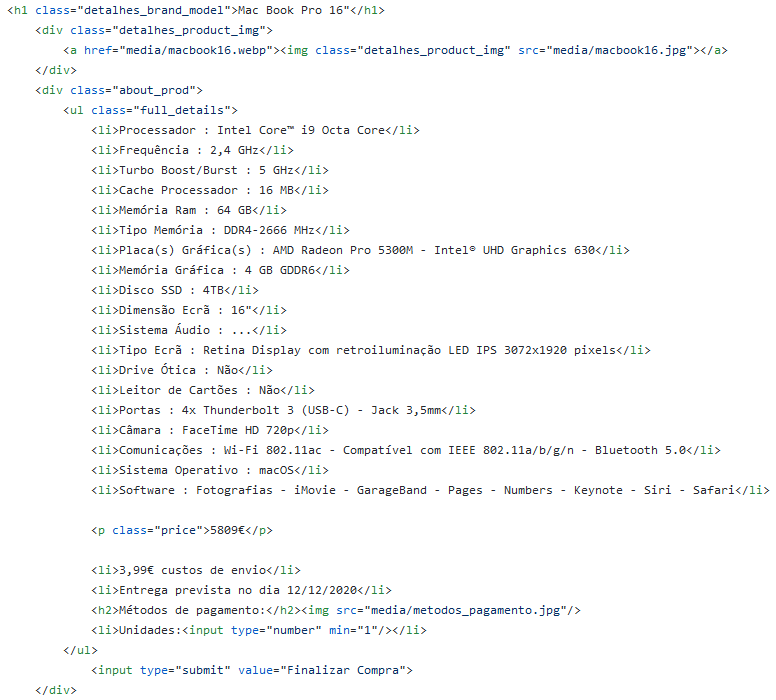 <h1 class="detalhes_brand_model">Mac Book Pro 16"</h1>
<div class="detalhes_product_img">
<a href="media/macbook16.webp"><img class="detalhes_product_img" src="media/macbook16.jpg"></a>
</div>
<div class="about_prod">
<ul class="full_details">
<li>Processador : Intel Core™ i9 Octa Core</li>
<li>Frequência : 2,4 GHz</li>
<li>Turbo Boost/Burst : 5 GHz</li>
<li>Cache Processador : 16 MB</li>
<li>Memória Ram : 64 GB</li>
<li>Tipo Memória : DDR4-2666 MHz</li>
<li>Placa(s) Gráfica(s) : AMD Radeon Pro 5300M - Intel® UHD Graphics 630</li>
<li>Memória Gráfica : 4 GB GDDR6</li>
<li>Disco SSD : 4TB</li>
<li>Dimensão Ecrã : 16"</li>
<li>Sistema Áudio : ...</li>
<li>Tipo Ecrã : Retina Display com retroiluminação LED IPS 3072x1920 pixels</li>
<li>Drive Ótica : Não</li>
<li>Leitor de Cartões : Não</li>
<li>Portas : 4x Thunderbolt 3 (USB-C) - Jack 3,5mm</li>
<li>Câmara : FaceTime HD 720p</li>
<li>Comunicações : Wi-Fi 802.11ac - Compatível com IEEE 802.11a/b/g/n - Bluetooth 5.0</li>
<li>Sistema Operativo : macOS</li>
<li>Software : Fotografias - iMovie - GarageBand - Pages - Numbers - Keynote - Siri - Safari</li>
<p class="price">5809€</p>
<li>3,99€ custos de envio</li>
<li>Entrega prevista no dia 12/12/2020</li>
<h2>Métodos de pagamento:</h2><img src="media/metodos_pagamento.jpg"/>
<li>Unidades:<input type="number" min="1"/></li>
</ul>
<input type="submit" value="Finalizar Compra">
</div>